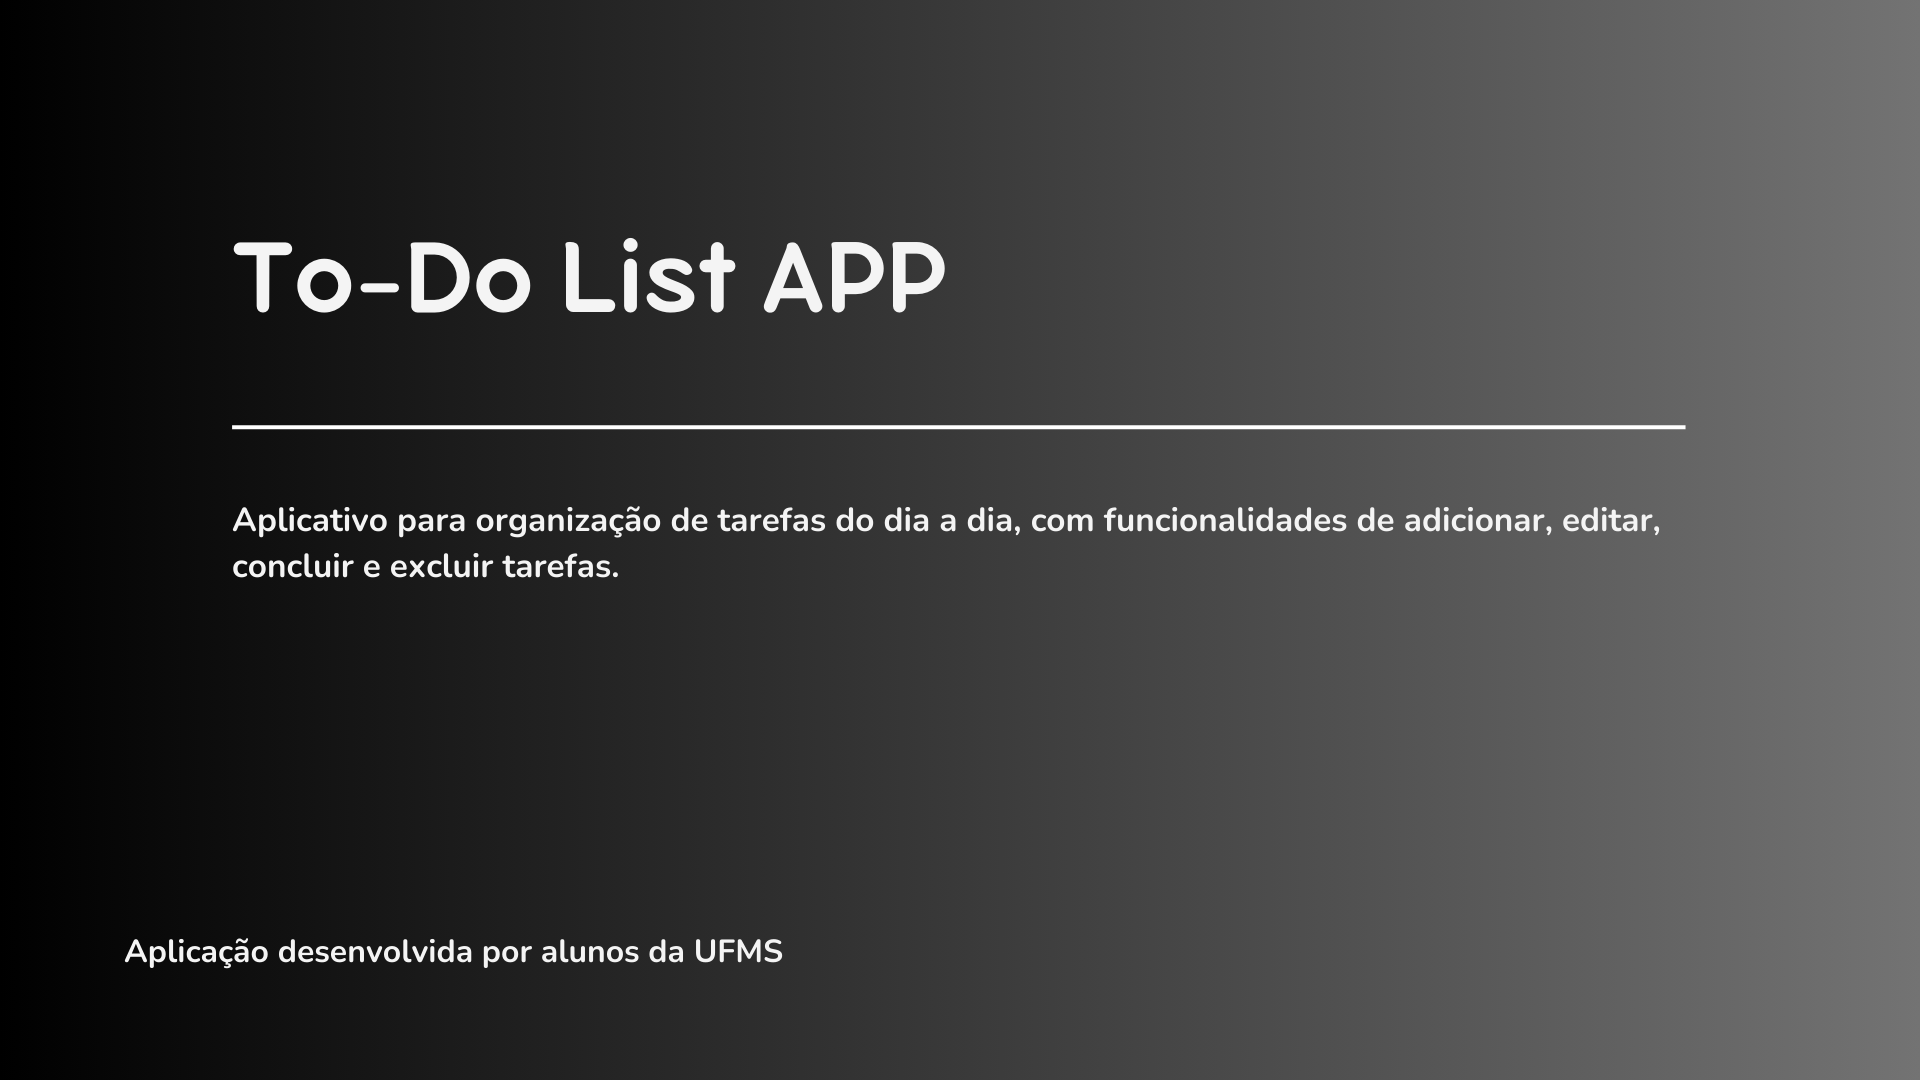 To-Do List APP
Aplicativo para organização de tarefas do dia a dia, com funcionalidades de adicionar, editar,
concluir e excluir tarefas.
Aplicação desenvolvida por alunos da UFMS